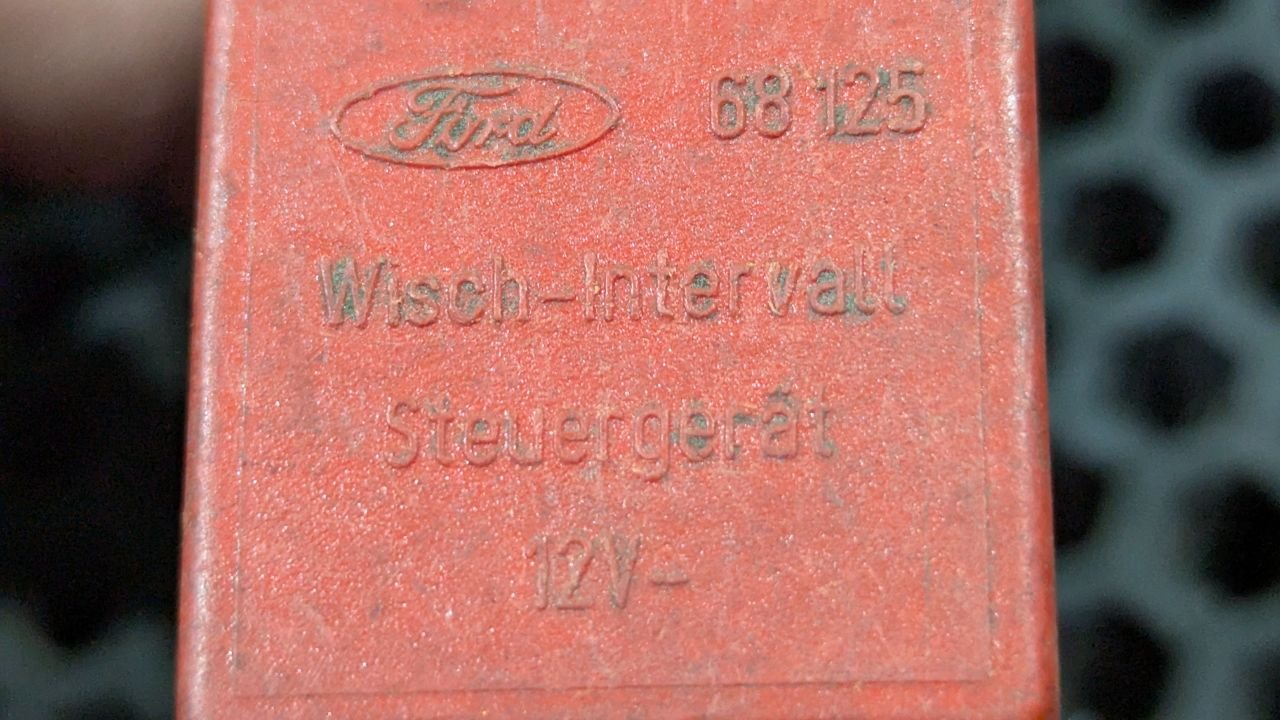 Ford 68 125
Wisch-Intervall
Steuergerät
12V-